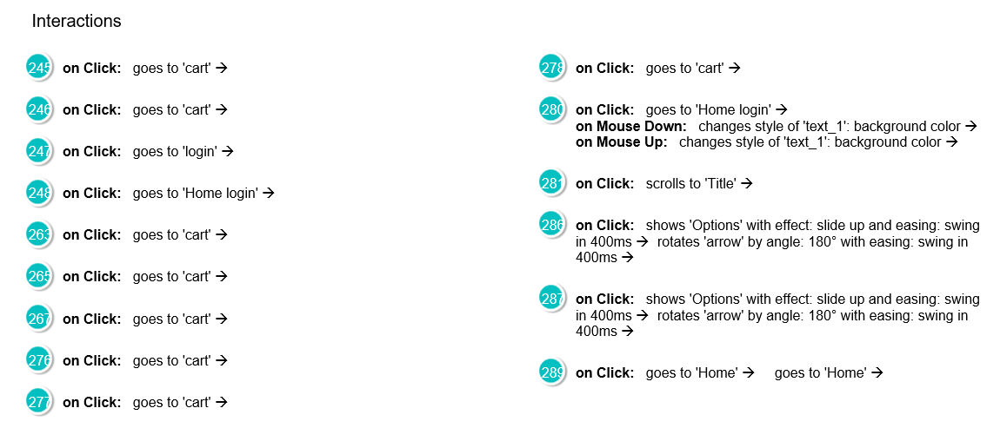 Interactions
245 on Click: goes to 'cart' →
246 on Click: goes to 'cart' →
247 on Click: goes to 'login' →
248 on Click: goes to 'Home login' →
263 on Click: goes to 'cart' →
265 on Click: goes to 'cart' →
267 on Click: goes to 'cart' →
276 on Click: goes to 'cart' →
277 on Click: goes to 'cart' →
278 on Click: goes to 'cart' →
280 on Click: goes to 'Home login' →
on Mouse Down: changes style of 'text_1': background color →
on Mouse Up: changes style of 'text_1': background color →
281 on Click: scrolls to 'Title' →
286 on Click: shows 'Options' with effect: slide up and easing: swing
in 400ms → rotates 'arrow' by angle: 180° with easing: swing in
400ms →
287 on Click: shows 'Options' with effect: slide up and easing: swing
in 400ms → rotates 'arrow' by angle: 180° with easing: swing in
400ms →
289 on Click: goes to 'Home' → goes to 'Home' →